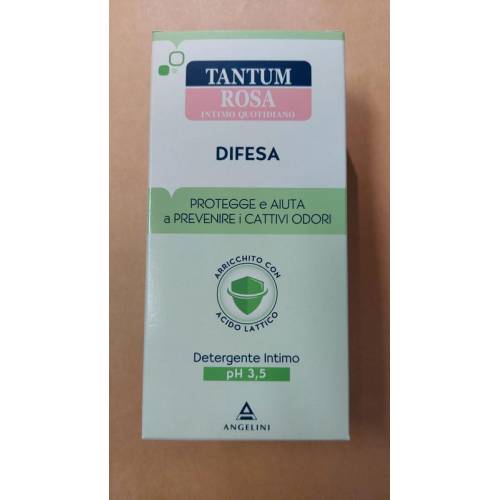 TANTUM
ROSA
INTIMO QUOTIDIANO
DIFESA
PROTEGGE e AIUTA
a PREVENIRE i CATTIVI ODORI
ARRICCHITO CON
ACIDO LATTICO
Detergente Intimo
pH 3,5
ANGELINI